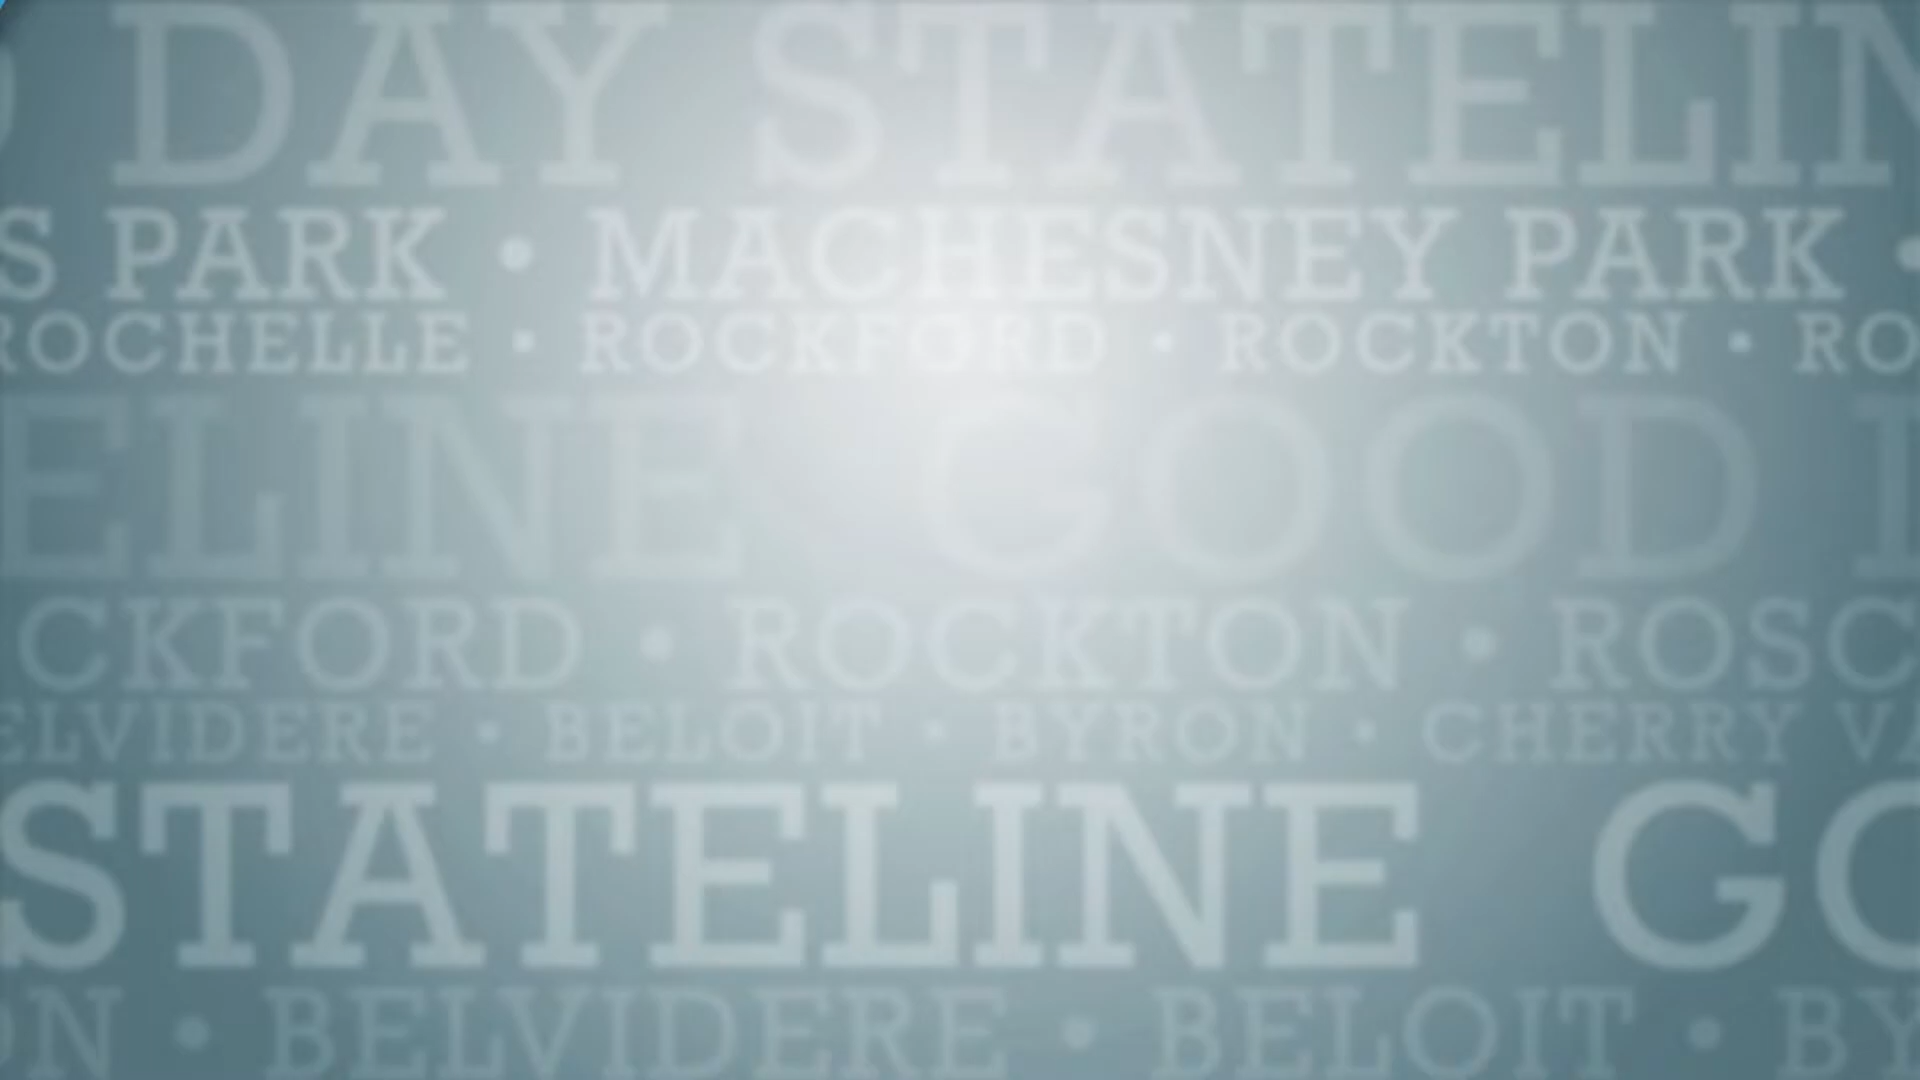 DAY STATELIN
S PARK • MACHESNEY PARK •
ROCHELLE • ROCKFORD • ROCKTON • RO
ELINE GOOD D
CKFORD • ROCKTON • ROSC
ELVIDERE • BELOIT • BYRON • CHERRY VA
STATELINE GO
ON • BELVIDERE • BELOIT • BY